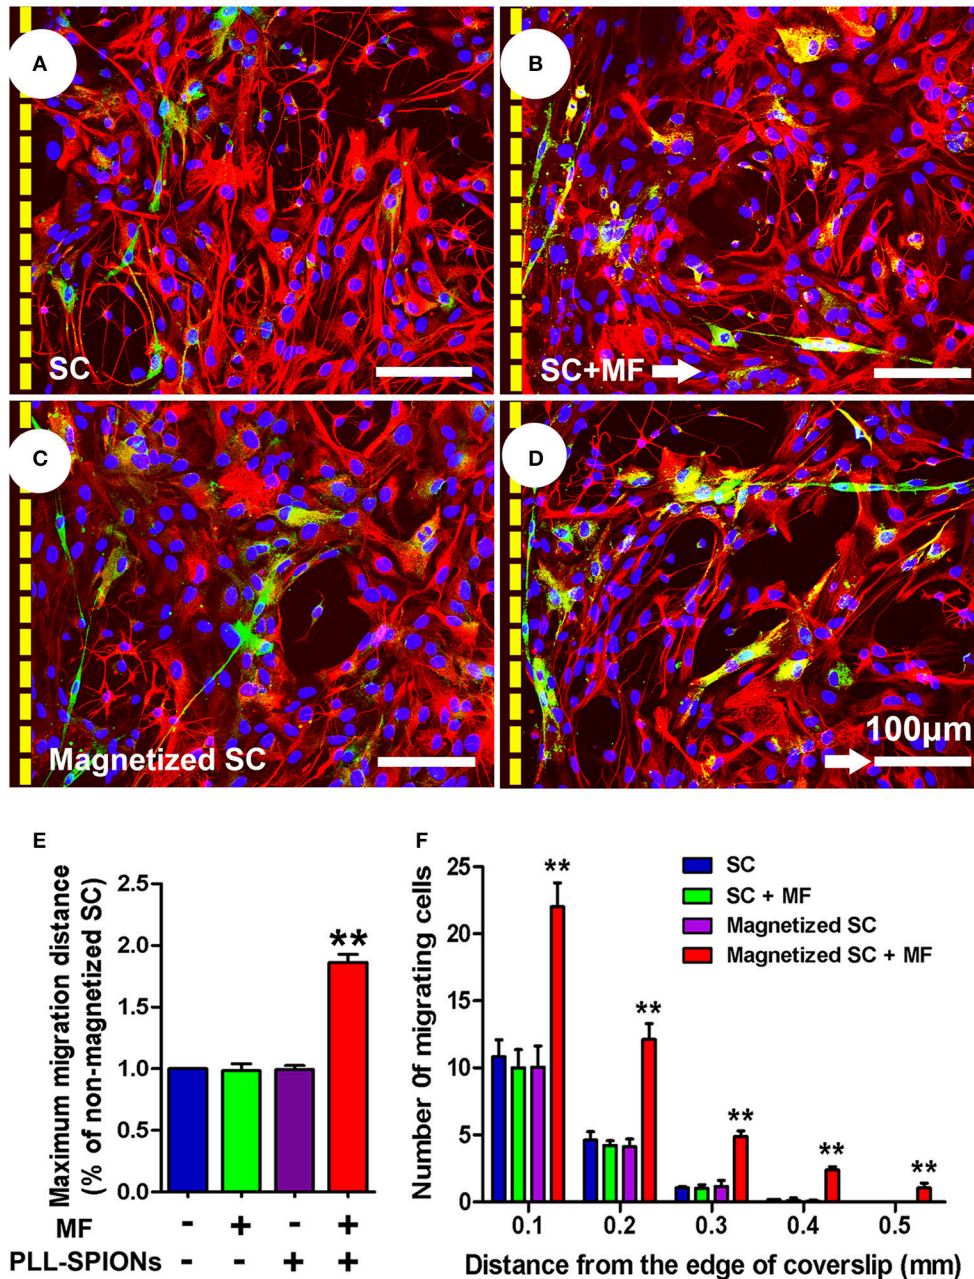 A
B
SC
SC+MF
C
D
Magnetized SC
100μm
E
F
Maximum migration distance
(% of non-magnetized SC)
2.5
2.0
1.5
1.0
0.5
0.0
**
MF - + - +
PLL-SPIONs - - + +
Number 0f migrating cells
25
20
15
10
5
0
** ** ** ** **
SC
SC + MF
Magnetized SC
Magnetized SC + MF
0.1 0.2 0.3 0.4 0.5
Distance from the edge of coverslip (mm)